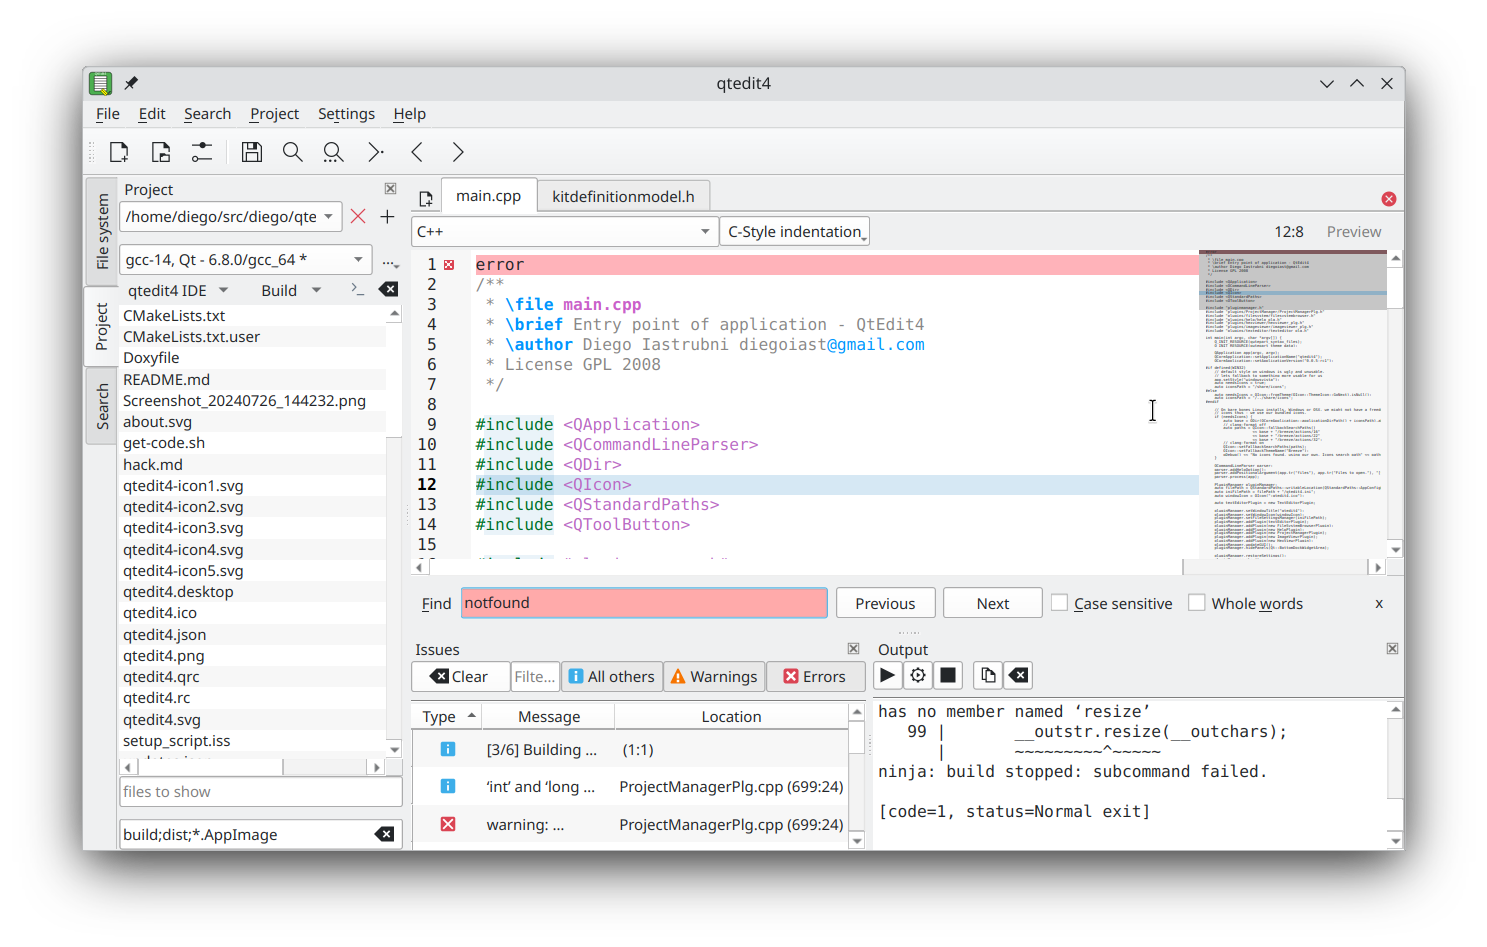 qtedit4
File Edit Search Project Settings Help
File system
Project
Search
Project
/home/diego/src/diego/qte
gcc-14, Qt - 6.8.0/gcc_64 *
...
qtedit4 IDE Build
CMakeLists.txt
CMakeLists.txt.user
Doxyfile
README.md
Screenshot_20240726_144232.png
about.svg
get-code.sh
hack.md
qtedit4-icon1.svg
qtedit4-icon2.svg
qtedit4-icon3.svg
qtedit4-icon4.svg
qtedit4-icon5.svg
qtedit4.desktop
qtedit4.ico
qtedit4.json
qtedit4.png
qtedit4.qrc
qtedit4.rc
qtedit4.svg
setup_script.iss
files to show
build;dist;*.AppImage
main.cpp kitdefinitionmodel.h
C++ C-Style indentation 12:8 Preview
1 error
2 /**
3 * \file main.cpp
4 * \brief Entry point of application - QtEdit4
5 * \author Diego Iastrubni diegoiast@gmail.com
6 * License GPL 2008
7 */
8
9 #include <QApplication>
10 #include <QCommandLineParser>
11 #include <QDir>
12 #include <QIcon>
13 #include <QStandardPaths>
14 #include <QToolButton>
15
Find notfound Previous Next Case sensitive Whole words x
Issues
Clear Filte... All others Warnings Errors
Type Message Location
[3/6] Building ... (1:1)
‘int’ and ‘long ... ProjectManagerPlg.cpp (699:24)
warning: ... ProjectManagerPlg.cpp (699:24)
Output
has no member named ‘resize’
99 | __outstr.resize(__outchars);
| ~~~~~~~~~^~~~~~
ninja: build stopped: subcommand failed.
[code=1, status=Normal exit]